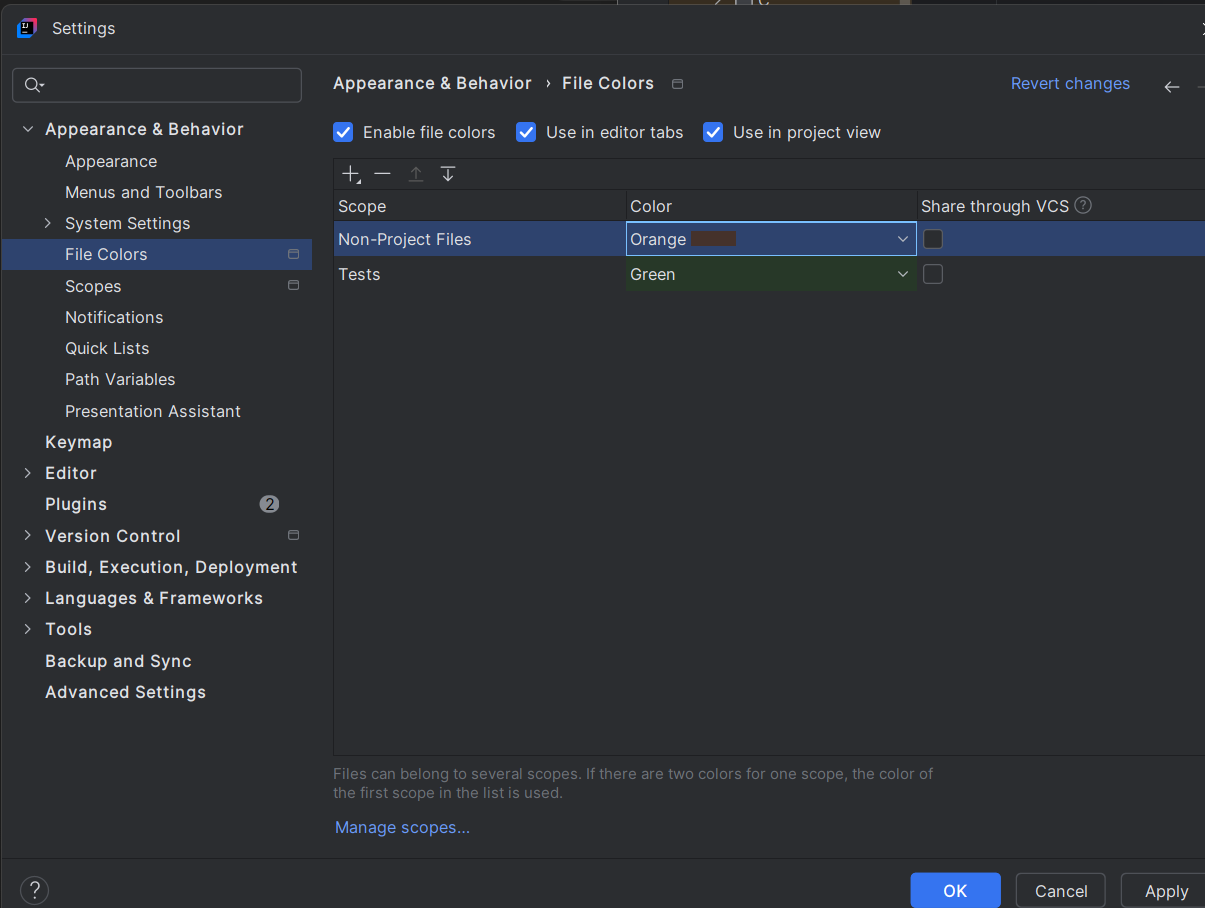 Settings
Appearance & Behavior › File Colors
Revert changes
Appearance & Behavior
Appearance
Menus and Toolbars
System Settings
File Colors
Scopes
Notifications
Quick Lists
Path Variables
Presentation Assistant
Keymap
Editor
Plugins 2
Version Control
Build, Execution, Deployment
Languages & Frameworks
Tools
Backup and Sync
Advanced Settings
Enable file colors Use in editor tabs Use in project view
Scope Color Share through VCS ?
Non-Project Files Orange
Tests Green
Files can belong to several scopes. If there are two colors for one scope, the color of
the first scope in the list is used.
Manage scopes...
? OK Cancel Apply